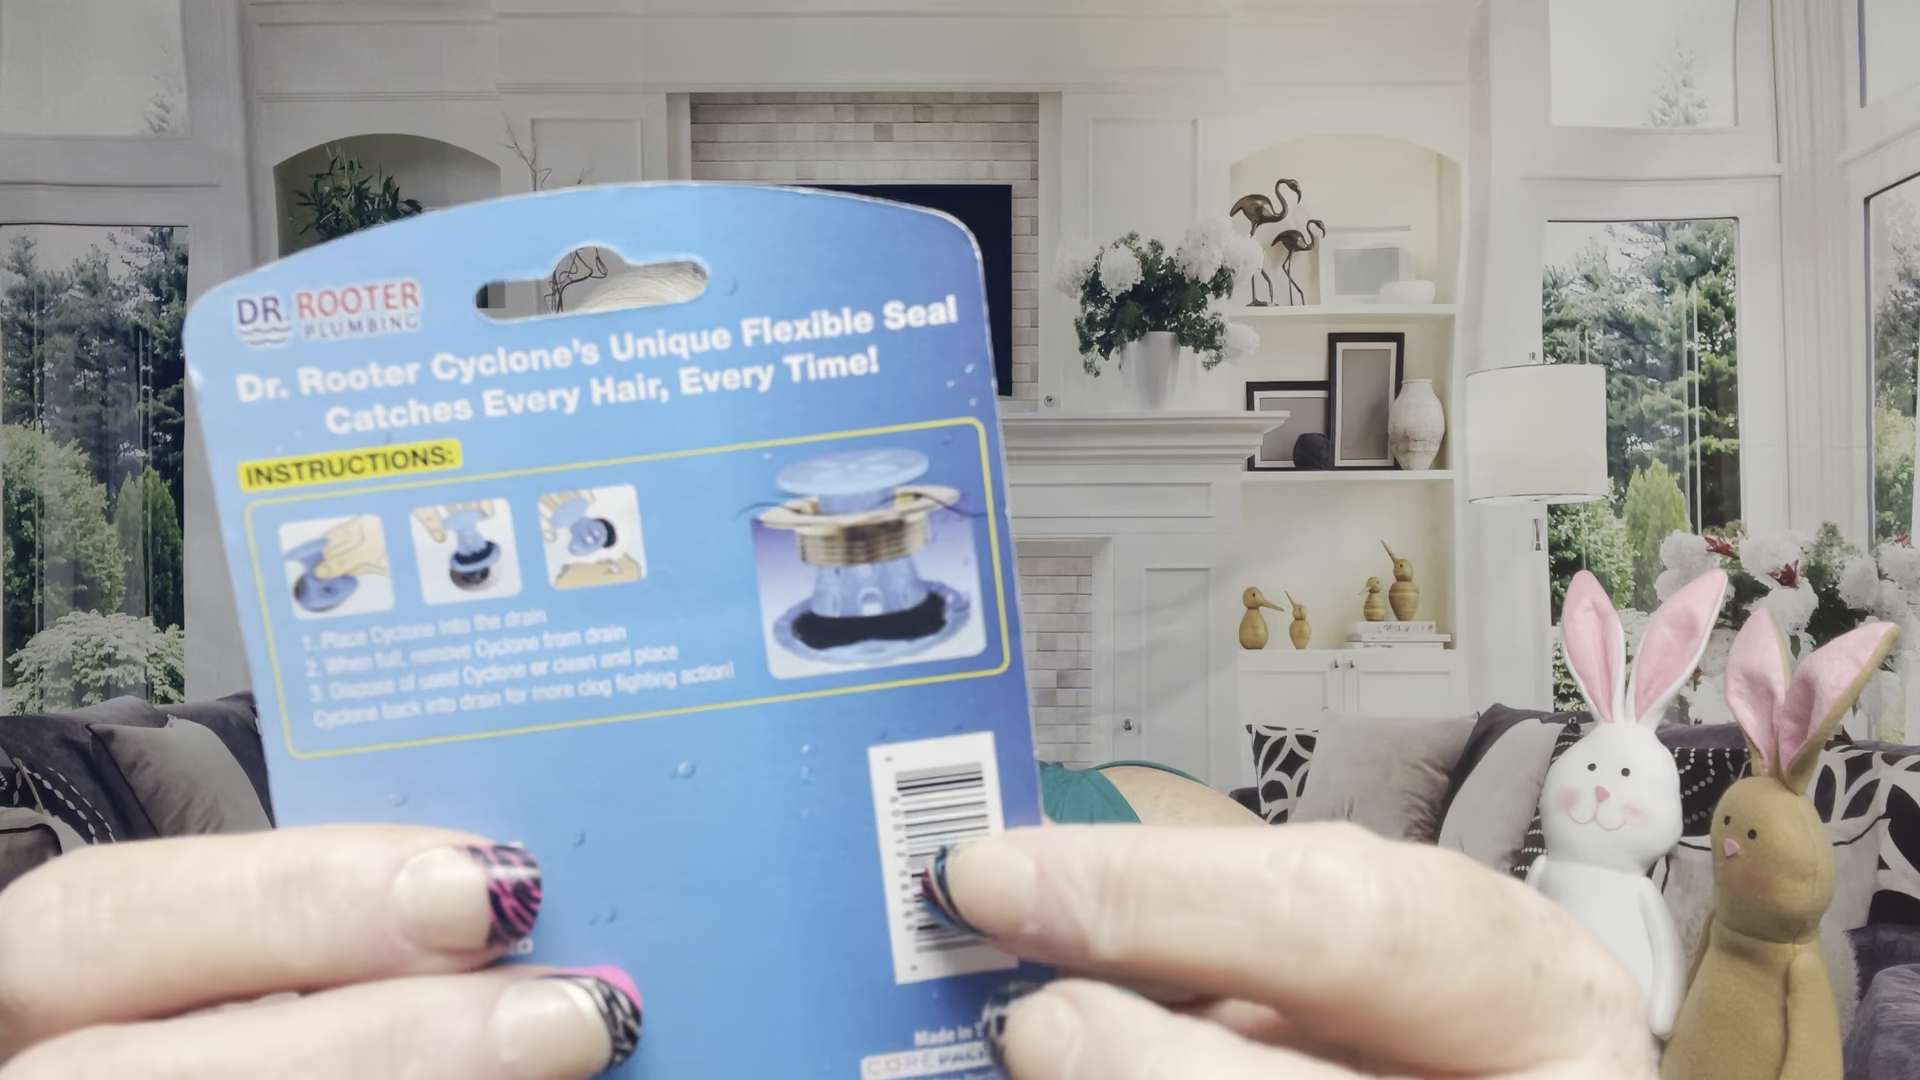 DR. ROOTER
PLUMBING
Dr. Rooter Cyclone's Unique Flexible Seal
Catches Every Hair, Every Time!
INSTRUCTIONS:
1. Place Cyclone into the drain
2. When full, remove Cyclone from drain
3. Dispose of used Cyclone or clean and place
Cyclone back into drain for more clog fighting action!
Made in